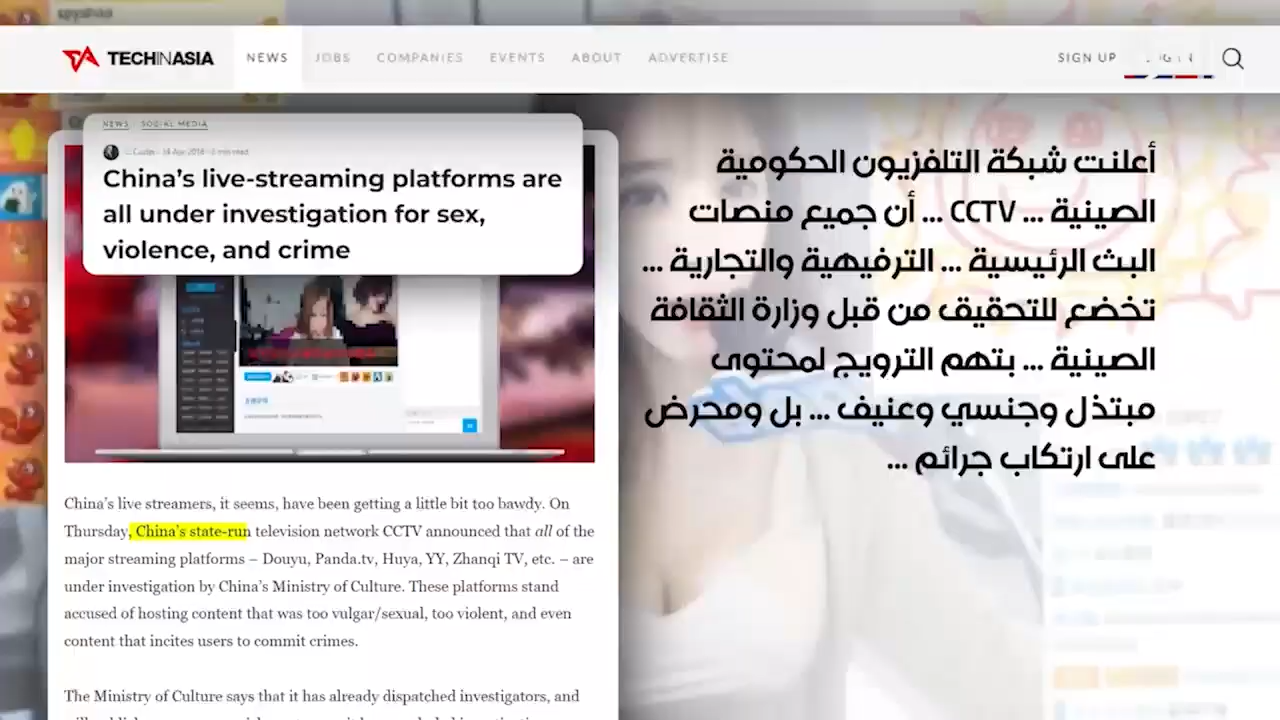 TECHINASIA
NEWS
JOBS
COMPANIES
EVENTS
ABOUT
ADVERTISE
SIGN UP
NEWS
SOCIAL MEDIA
China's live-streaming platforms are
all under investigation for sex,
violence, and crime
China's live streamers, it seems, have been getting a little bit too bawdy. On
Thursday, China's state-run television network CCTV announced that all of the
major streaming platforms – Douyu, Panda.tv, Huya, YY, Zhanqi TV, etc. – are
under investigation by China's Ministry of Culture. These platforms stand
accused of hosting content that was too vulgar/sexual, too violent, and even
content that incites users to commit crimes.
The Ministry of Culture says that it has already dispatched investigators, and
أعلنت شبكة التلفزيون الحكومية
الصينية ... CCTV ... أن جميع منصات
البث الرئيسية ... الترفيهية والتجارية ...
تخضع للتحقيف من قبل وزارة الثقافة
الصينية ... بتهم الترويج لمحتوى
مبتذل وجنسي وعنيف ... بل ومحرض
على ارتكاب جرائم ...